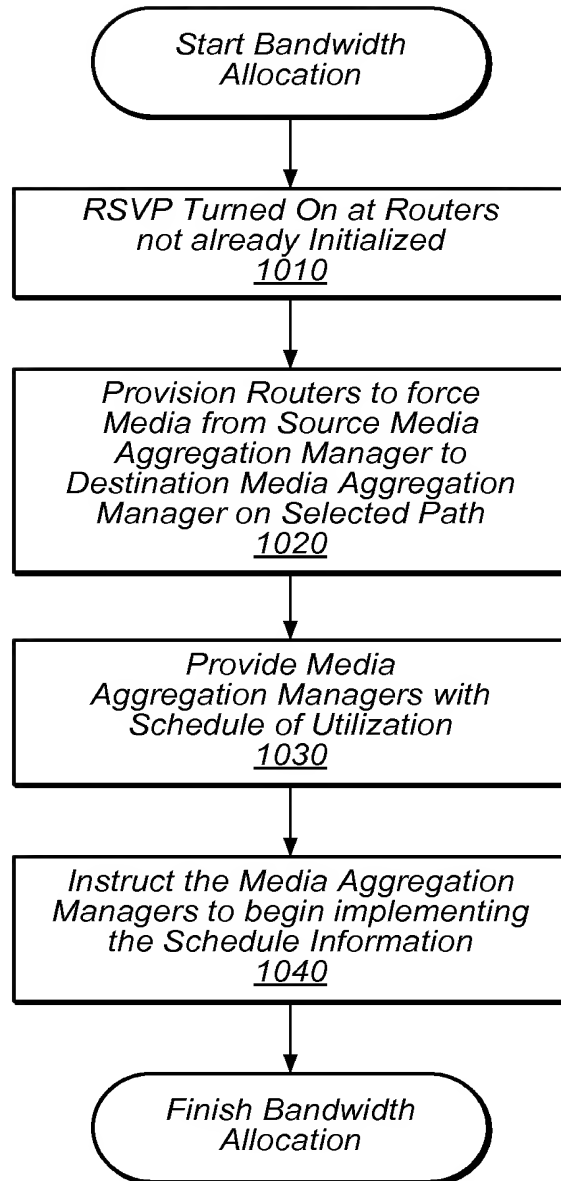 Start Bandwidth
Allocation
RSVP Turned On at Routers
not already Initialized
1010
Provision Routers to force
Media from Source Media
Aggregation Manager to
Destination Media Aggregation
Manager on Selected Path
1020
Provide Media
Aggregation Managers with
Schedule of Utilization
1030
Instruct the Media Aggregation
Managers to begin implementing
the Schedule Information
1040
Finish Bandwidth
Allocation